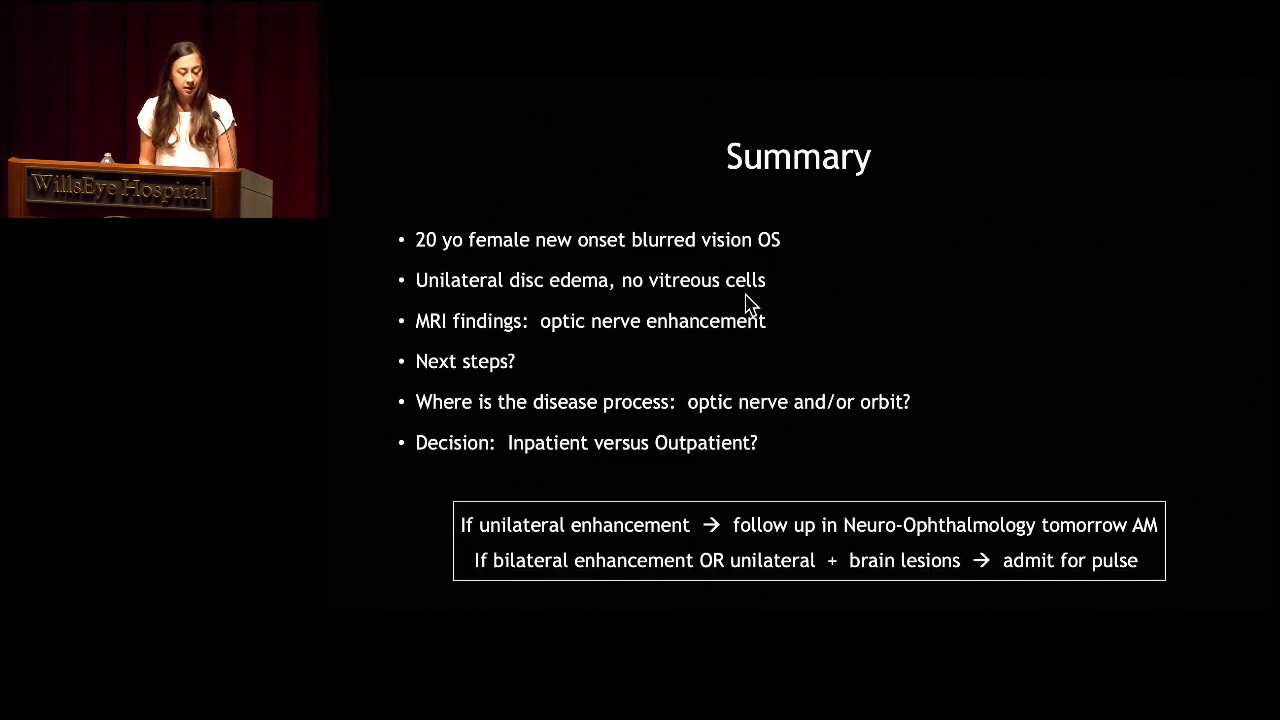 WillsEye Hospital
Summary
• 20 yo female new onset blurred vision OS
• Unilateral disc edema, no vitreous cells
• MRI findings: optic nerve enhancement
• Next steps?
• Where is the disease process: optic nerve and/or orbit?
• Decision: Inpatient versus Outpatient?
If unilateral enhancement → follow up in Neuro-Ophthalmology tomorrow AM
If bilateral enhancement OR unilateral + brain lesions → admit for pulse